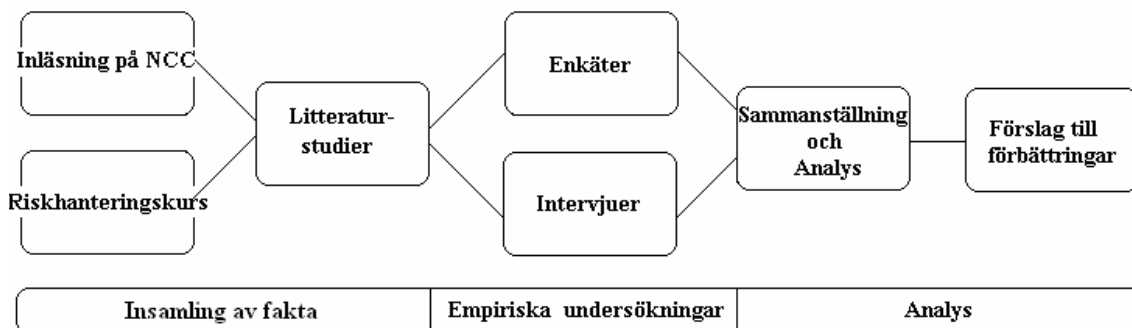 Inläsning på NCC
Riskhanteringskurs
Litteratur-
studier
Enkäter
Intervjuer
Sammanställning
och
Analys
Förslag till
förbättringar
Insamling av fakta
Empiriska undersökningar
Analys